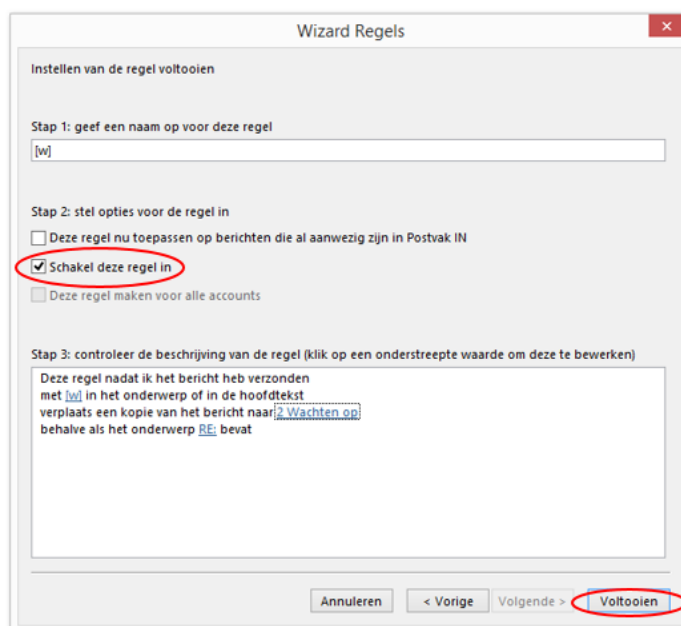 Wizard Regels
Instellen van de regel voltooien
Stap 1: geef een naam op voor deze regel
[w]
Stap 2: stel opties voor de regel in
Deze regel nu toepassen op berichten die al aanwezig zijn in Postvak IN
Schakel deze regel in
Deze regel maken voor alle accounts
Stap 3: controleer de beschrijving van de regel (klik op een onderstreepte waarde om deze te bewerken)
Deze regel nadat ik het bericht heb verzonden
met [w] in het onderwerp of in de hoofdtekst
verplaats een kopie van het bericht naar 2 Wachten op
behalve als het onderwerp RE: bevat
Annuleren < Vorige Volgende > Voltooien